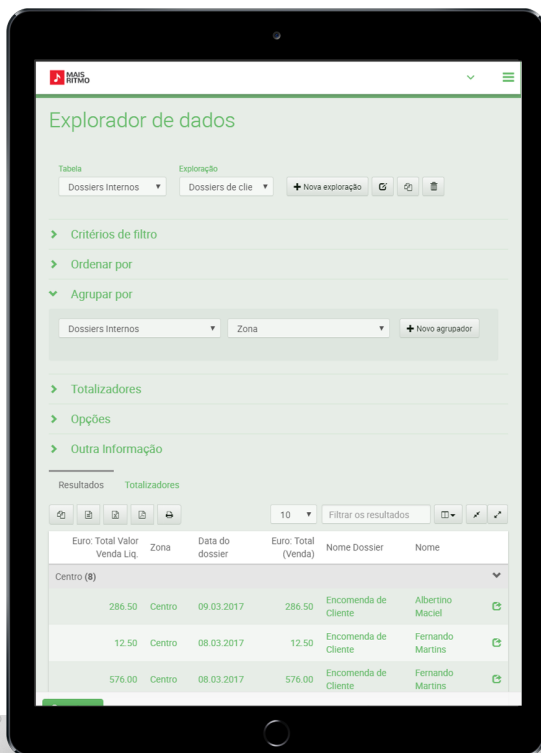 MAIS
RITMO
Explorador de dados
Tabela Exploração
Dossiers Internos Dossiers de clie Nova exploração
Critérios de filtro
Ordenar por
Agrupar por
Dossiers Internos Zona Novo agrupador
Totalizadores
Opções
Outra Informação
Resultados Totalizadores
10 Filtrar os resultados
Euro: Total Valor Venda Liq. Zona Data do dossier Euro: Total (Venda) Nome Dossier Nome
Centro (8)
286.50 Centro 09.03.2017 286.50 Encomenda de Cliente Albertino Maciel
12.50 Centro 08.03.2017 12.50 Encomenda de Cliente Fernando Martins
576.00 Centro 08.03.2017 576.00 Encomenda de Cliente Fernando Martins